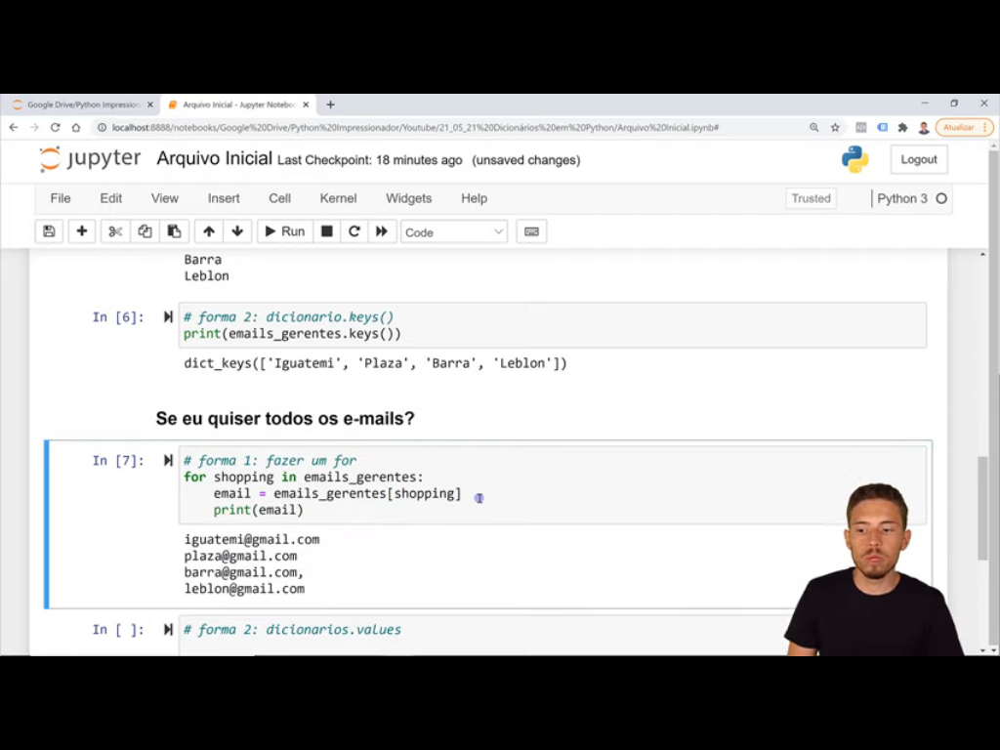 Google Drive/Python Impression
Arquivo Inicial - Jupyter Noteboo
localhost:8888/notebooks/Google%20Drive/Python%20Impressionador/Youtube/21_05_21%20Dicionários%20em%20Python/Arquivo%20Inicial.ipynb#
Atualizar
jupyter Arquivo Inicial Last Checkpoint: 18 minutes ago (unsaved changes)
Logout
File Edit View Insert Cell Kernel Widgets Help
Trusted
Python 3
Run
Code
Barra
Leblon
In [6]:
# forma 2: dicionario.keys()
print(emails_gerentes.keys())
dict_keys(['Iguatemi', 'Plaza', 'Barra', 'Leblon'])
Se eu quiser todos os e-mails?
In [7]:
# forma 1: fazer um for
for shopping in emails_gerentes:
email = emails_gerentes[shopping]
print(email)
iguatemi@gmail.com
plaza@gmail.com
barra@gmail.com,
leblon@gmail.com
In [ ]:
# forma 2: dicionarios.values